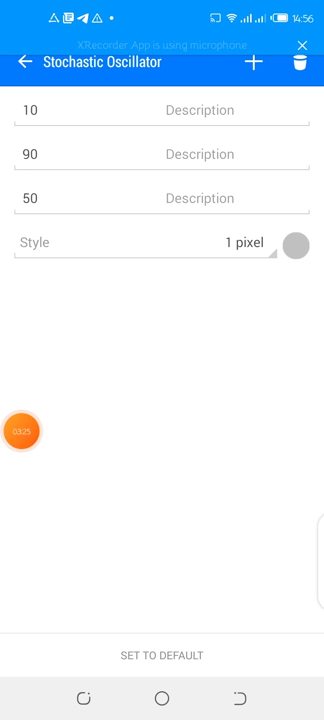 14:56
XRecorder App is using microphone
Stochastic Oscillator
10 Description
90 Description
50 Description
Style 1 pixel
03:25
SET TO DEFAULT